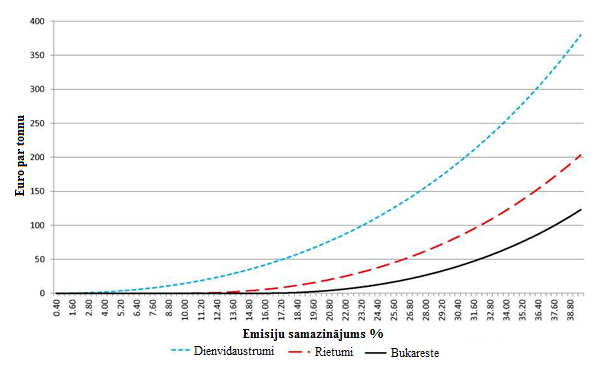 400
350
300
250
200
150
100
50
0
Euro par tonnu
0.40 1.60 2.80 4.00 5.20 6.40 7.60 8.80 10.00 11.20 12.40 13.60 14.80 16.00 17.20 18.40 19.60 20.80 22.00 23.20 24.40 25.60 26.80 28.00 29.20 30.40 31.60 32.80 34.00 35.20 36.40 37.60 38.80
Emisiju samazinājums %
Dienvidaustrumi Rietumi Bukareste